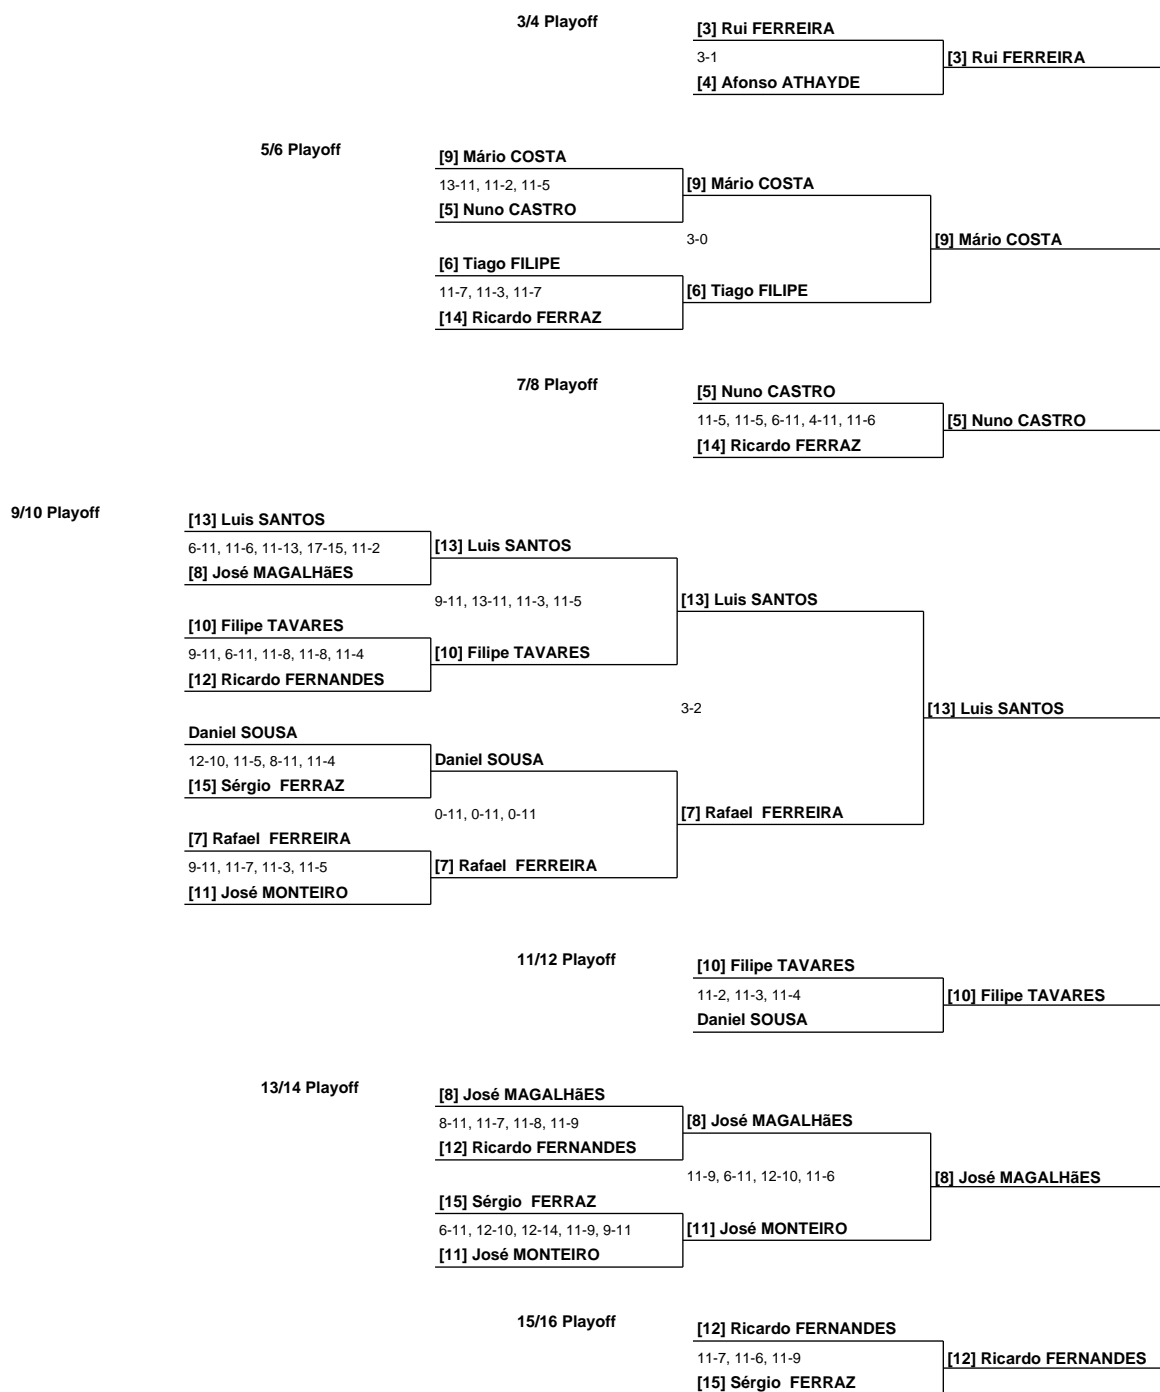 3/4 Playoff
[3] Rui FERREIRA
3-1
[3] Rui FERREIRA
[4] Afonso ATHAYDE
5/6 Playoff
[9] Mário COSTA
13-11, 11-2, 11-5
[9] Mário COSTA
[5] Nuno CASTRO
3-0
[9] Mário COSTA
[6] Tiago FILIPE
11-7, 11-3, 11-7
[6] Tiago FILIPE
[14] Ricardo FERRAZ
7/8 Playoff
[5] Nuno CASTRO
11-5, 11-5, 6-11, 4-11, 11-6
[5] Nuno CASTRO
[14] Ricardo FERRAZ
9/10 Playoff
[13] Luis SANTOS
6-11, 11-6, 11-13, 17-15, 11-2
[13] Luis SANTOS
[8] José MAGALHãES
9-11, 13-11, 11-3, 11-5
[13] Luis SANTOS
[10] Filipe TAVARES
9-11, 6-11, 11-8, 11-8, 11-4
[10] Filipe TAVARES
[12] Ricardo FERNANDES
3-2
[13] Luis SANTOS
Daniel SOUSA
12-10, 11-5, 8-11, 11-4
Daniel SOUSA
[15] Sérgio FERRAZ
0-11, 0-11, 0-11
[7] Rafael FERREIRA
[7] Rafael FERREIRA
9-11, 11-7, 11-3, 11-5
[7] Rafael FERREIRA
[11] José MONTEIRO
11/12 Playoff
[10] Filipe TAVARES
11-2, 11-3, 11-4
[10] Filipe TAVARES
Daniel SOUSA
13/14 Playoff
[8] José MAGALHãES
8-11, 11-7, 11-8, 11-9
[8] José MAGALHãES
[12] Ricardo FERNANDES
11-9, 6-11, 12-10, 11-6
[8] José MAGALHãES
[15] Sérgio FERRAZ
6-11, 12-10, 12-14, 11-9, 9-11
[11] José MONTEIRO
[11] José MONTEIRO
15/16 Playoff
[12] Ricardo FERNANDES
11-7, 11-6, 11-9
[12] Ricardo FERNANDES
[15] Sérgio FERRAZ